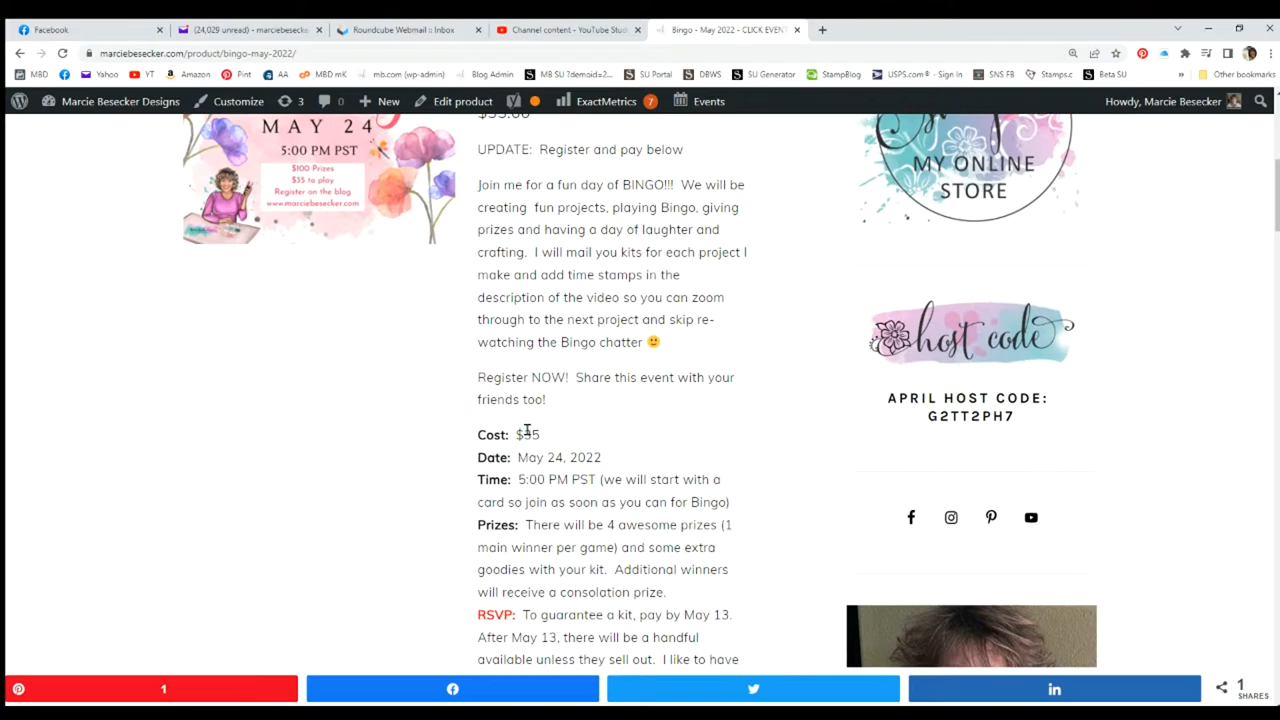 Facebook
(24,029 unread) - marciebesecke
Roundcube Webmail :: Inbox
Channel content - YouTube Stud
Bingo - May 2022 - CLICK EVENT
marciebesecker.com/product/bingo-may-2022/
MBD
Yahoo
YT
Amazon
Pint
AA
MBD mK
mb.com (wp-admin)
Blog Admin
MB SU ?demoid=2...
SU Portal
DBWS
SU Generator
StampBlog
USPS.com® - Sign In
SNS FB
Stamps.c
Beta SU
Other bookmarks
Marcie Besecker Designs
Customize
3
0
New
Edit product
ExactMetrics
7
Events
Howdy, Marcie Besecker
MAY 24
5:00 PM PST
$100 Prizes
$35 to play
Register on the blog
www.marciebesecker.com
$35.00
UPDATE: Register and pay below
Join me for a fun day of BINGO!!! We will be
creating fun projects, playing Bingo, giving
prizes and having a day of laughter and
crafting. I will mail you kits for each project I
make and add time stamps in the
description of the video so you can zoom
through to the next project and skip re-
watching the Bingo chatter 🙂
Register NOW! Share this event with your
friends too!
Cost: $35
Date: May 24, 2022
Time: 5:00 PM PST (we will start with a
card so join as soon as you can for Bingo)
Prizes: There will be 4 awesome prizes (1
main winner per game) and some extra
goodies with your kit. Additional winners
will receive a consolation prize.
RSVP: To guarantee a kit, pay by May 13.
After May 13, there will be a handful
available unless they sell out. I like to have
MY ONLINE
STORE
host code
APRIL HOST CODE:
G2TT2PH7
1
1
SHARES